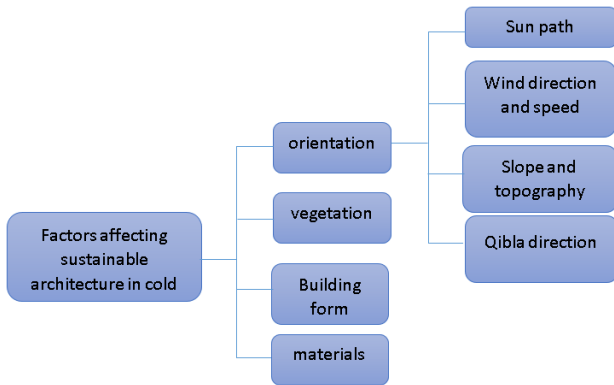 Factors affecting
sustainable
architecture in cold
orientation
vegetation
Building
form
materials
Sun path
Wind direction
and speed
Slope and
topography
Qibla direction